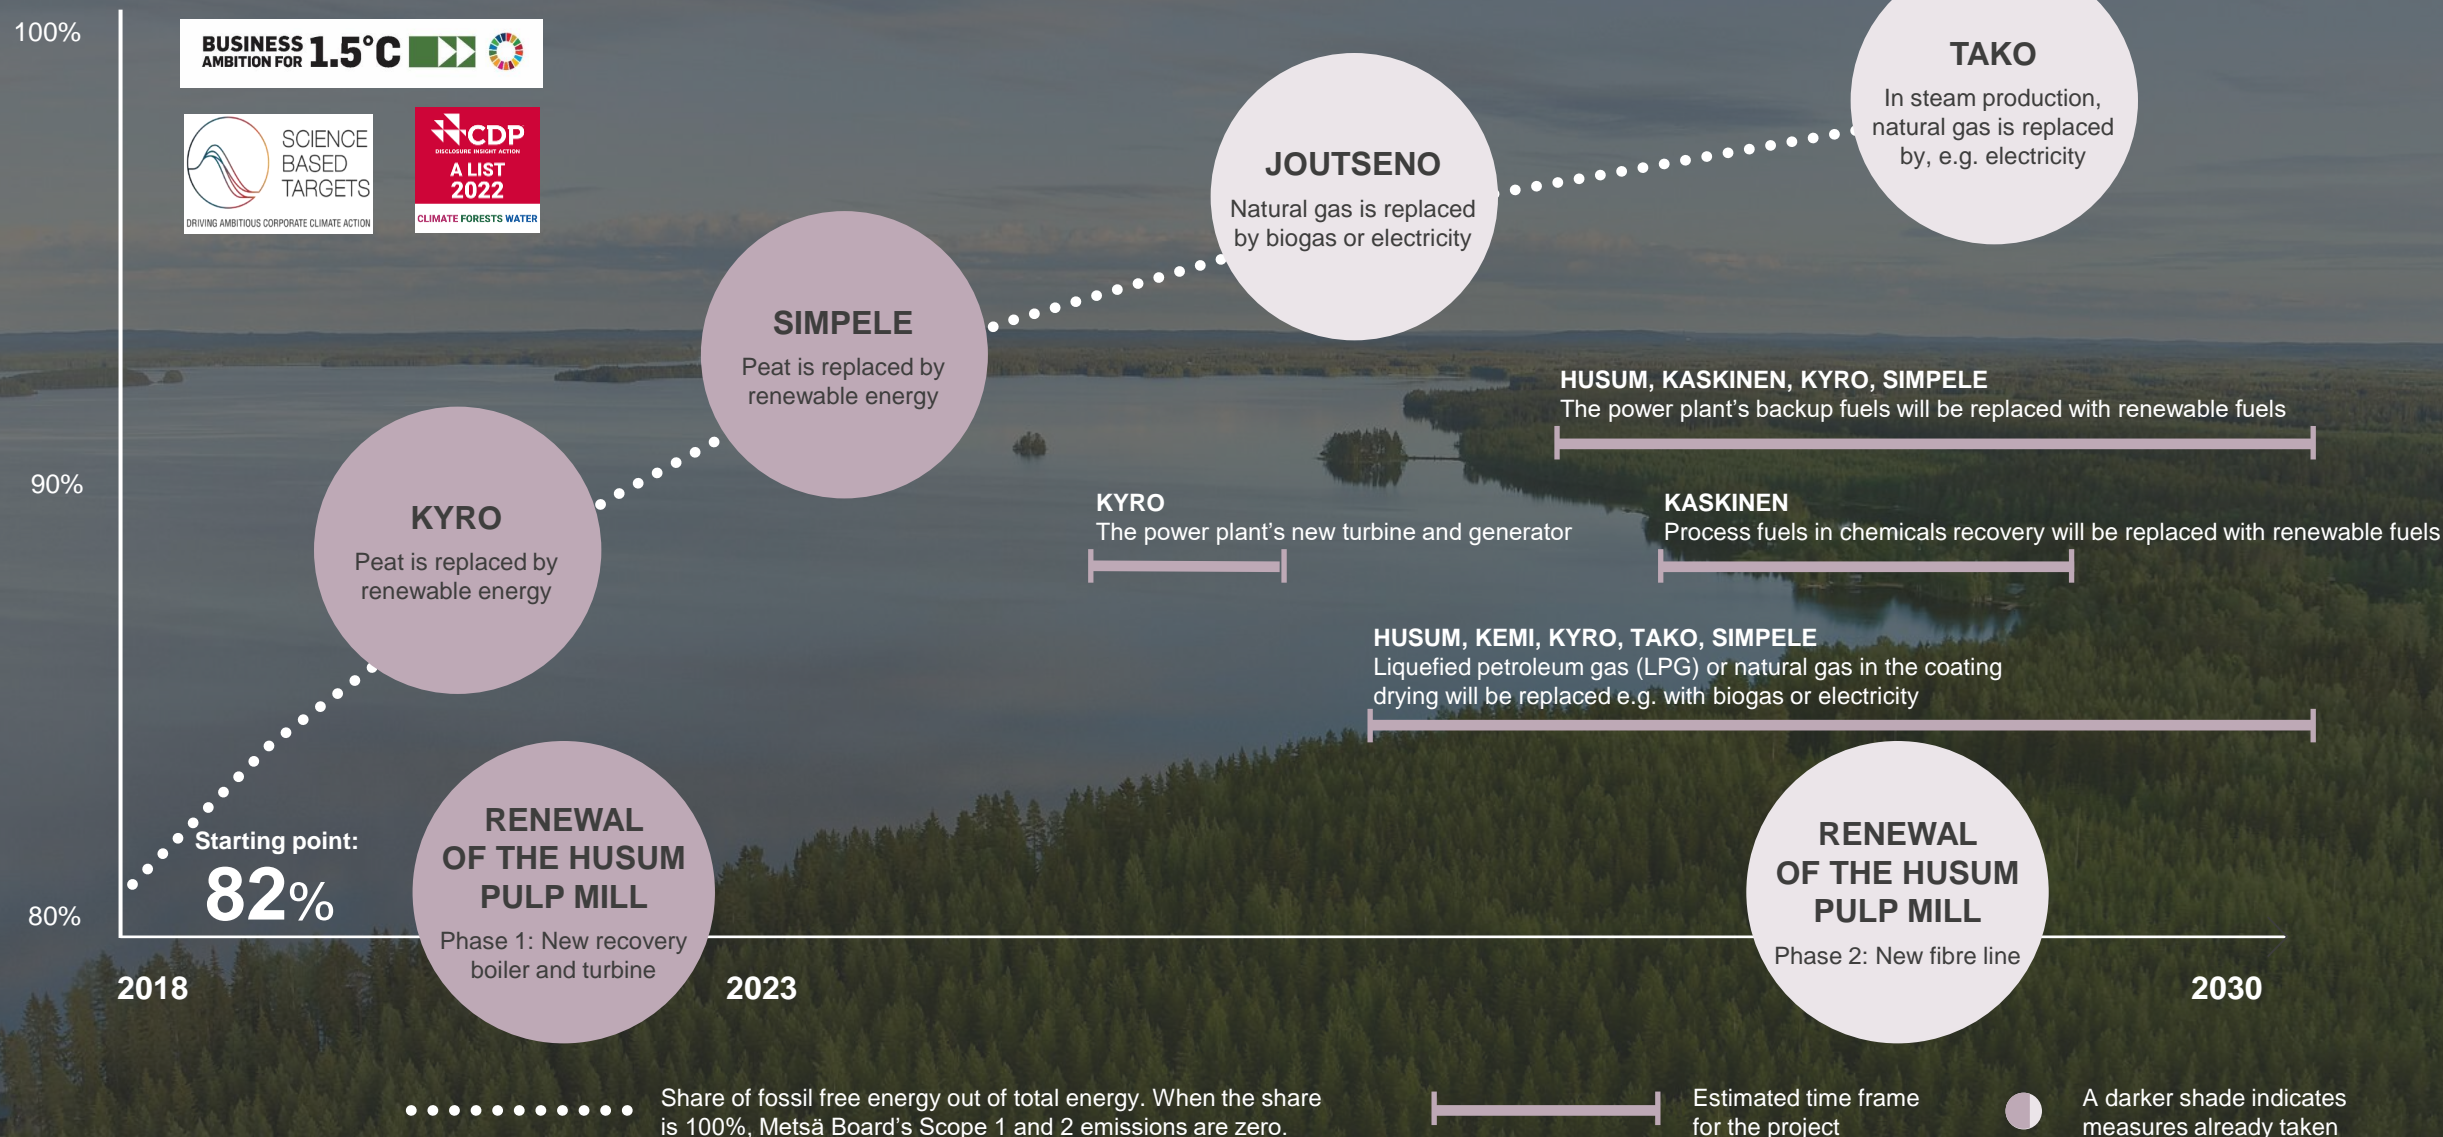 100%
BUSINESS
AMBITION FOR 1.5°C
SCIENCE
BASED
TARGETS
DRIVING AMBITIOUS CORPORATE CLIMATE ACTION
CDP
DISCLOSURE INSIGHT ACTION
A LIST
2022
CLIMATE FORESTS WATER
TAKO
In steam production,
natural gas is replaced
by, e.g. electricity
JOUTSENO
Natural gas is replaced
by biogas or electricity
SIMPELE
Peat is replaced by
renewable energy
HUSUM, KASKINEN, KYRO, SIMPELE
The power plant’s backup fuels will be replaced with renewable fuels
90%
KYRO
Peat is replaced by
renewable energy
KYRO
The power plant’s new turbine and generator
KASKINEN
Process fuels in chemicals recovery will be replaced with renewable fuels
HUSUM, KEMI, KYRO, TAKO, SIMPELE
Liquefied petroleum gas (LPG) or natural gas in the coating
drying will be replaced e.g. with biogas or electricity
Starting point:
82%
80%
RENEWAL
OF THE HUSUM
PULP MILL
Phase 1: New recovery
boiler and turbine
RENEWAL
OF THE HUSUM
PULP MILL
Phase 2: New fibre line
2018
2023
2030
Share of fossil free energy out of total energy. When the share
is 100%, Metsä Board’s Scope 1 and 2 emissions are zero.
Estimated time frame
for the project
A darker shade indicates
measures already taken